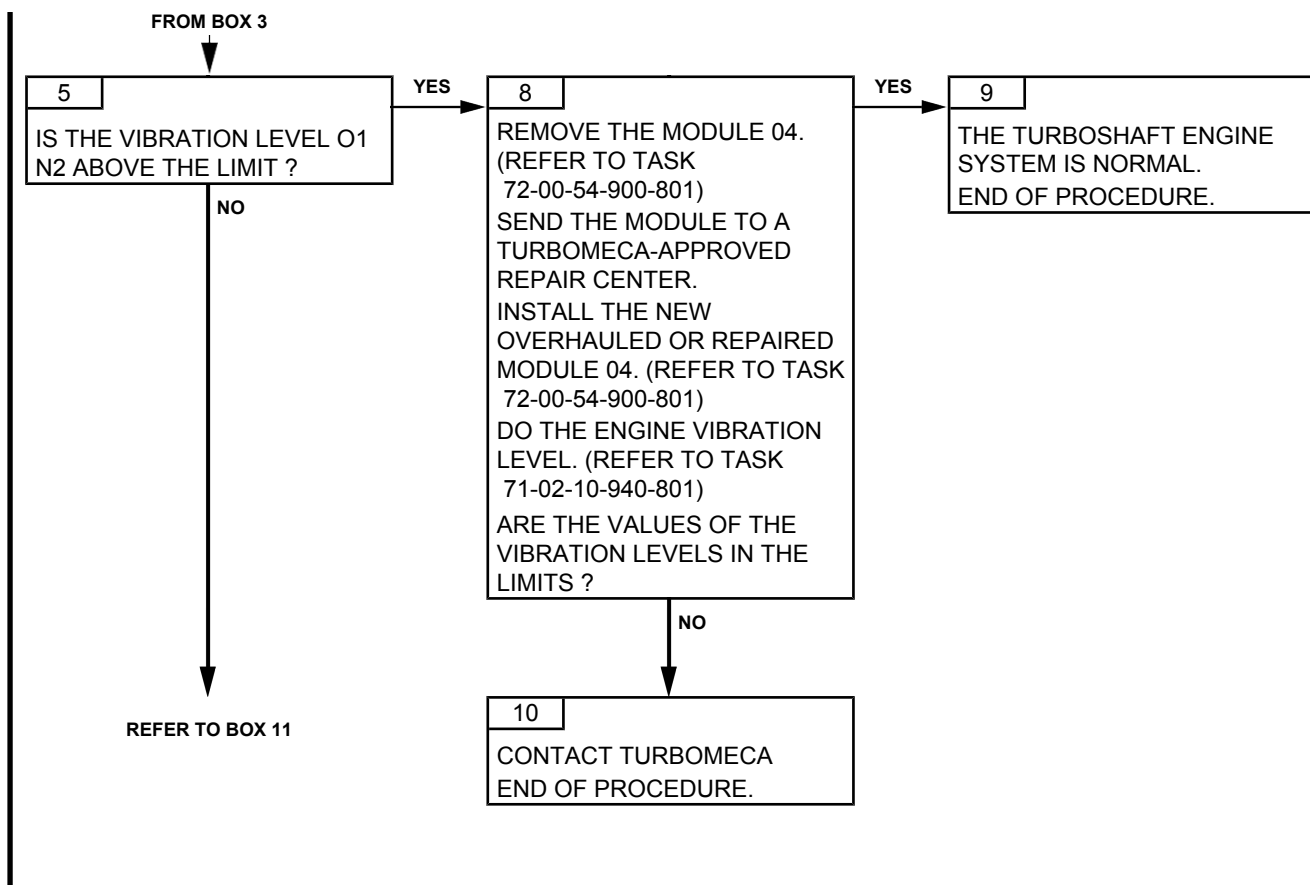 FROM BOX 3
5
IS THE VIBRATION LEVEL O1
N2 ABOVE THE LIMIT ?
YES
NO
REFER TO BOX 11
8
REMOVE THE MODULE 04.
(REFER TO TASK
72-00-54-900-801)
SEND THE MODULE TO A
TURBOMECA-APPROVED
REPAIR CENTER.
INSTALL THE NEW
OVERHAULED OR REPAIRED
MODULE 04. (REFER TO TASK
72-00-54-900-801)
DO THE ENGINE VIBRATION
LEVEL. (REFER TO TASK
71-02-10-940-801)
ARE THE VALUES OF THE
VIBRATION LEVELS IN THE
LIMITS ?
YES
NO
9
THE TURBOSHAFT ENGINE
SYSTEM IS NORMAL.
END OF PROCEDURE.
10
CONTACT TURBOMECA
END OF PROCEDURE.